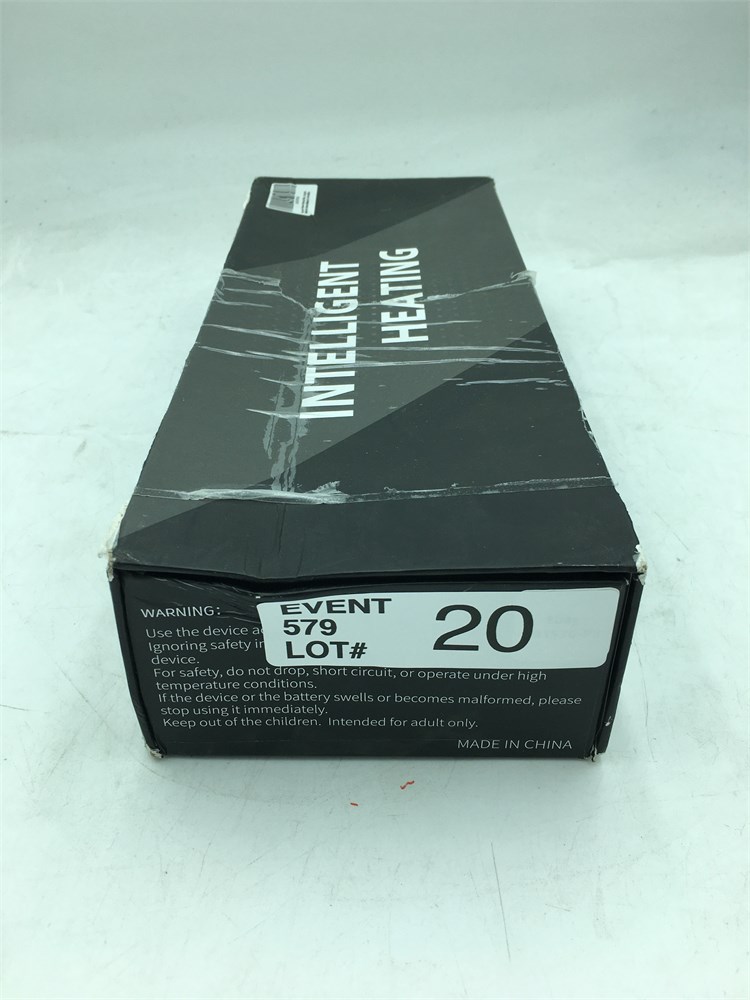 INTELLIGENT
HEATING
WARNING:
Use the device
Ignoring safety
device.
For safety, do not drop, short circuit, or operate under high
temperature conditions.
If the device or the battery swells or becomes malformed, please
stop using it immediately.
Keep out of the children. Intended for adult only.
MADE IN CHINA
EVENT
579
LOT#
20